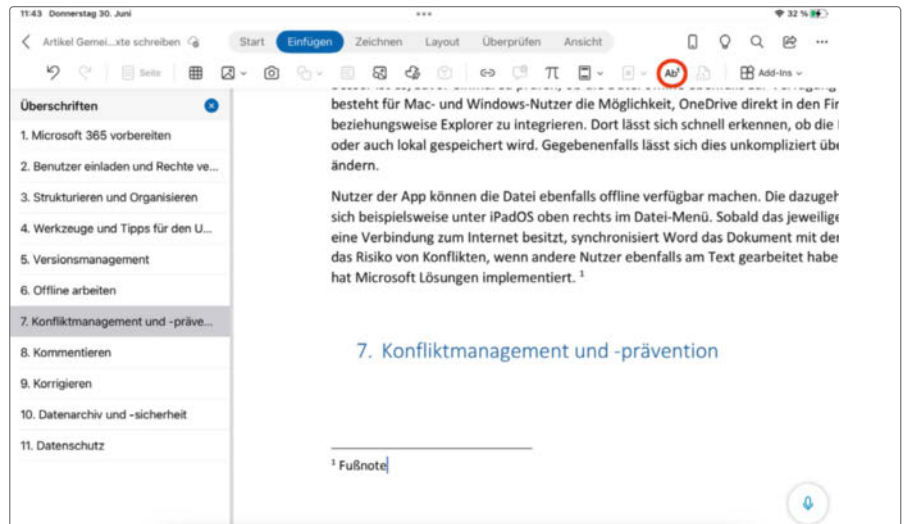 11:43 Donnerstag 30. Juni
32 %
Artikel Gemei...xte schreiben
Start Einfügen Zeichnen Layout Überprüfen Ansicht
Seite
Ab¹
Add-Ins
Überschriften
1. Microsoft 365 vorbereiten
2. Benutzer einladen und Rechte ve...
3. Strukturieren und Organisieren
4. Werkzeuge und Tipps für den U...
5. Versionsmanagement
6. Offline arbeiten
7. Konfliktmanagement und -präve...
8. Kommentieren
9. Korrigieren
10. Datenarchiv und -sicherheit
11. Datenschutz
besteht für Mac- und Windows-Nutzer die Möglichkeit, OneDrive direkt in den Fir
beziehungsweise Explorer zu integrieren. Dort lässt sich schnell erkennen, ob die
oder auch lokal gespeichert wird. Gegebenenfalls lässt sich dies unkompliziert übe
ändern.
Nutzer der App können die Datei ebenfalls offline verfügbar machen. Die dazugeh
sich beispielsweise unter iPadOS oben rechts im Datei-Menü. Sobald das jeweilige
eine Verbindung zum Internet besitzt, synchronisiert Word das Dokument mit der
das Risiko von Konflikten, wenn andere Nutzer ebenfalls am Text gearbeitet habe
hat Microsoft Lösungen implementiert. ¹
7. Konfliktmanagement und -prävention
¹ Fußnote